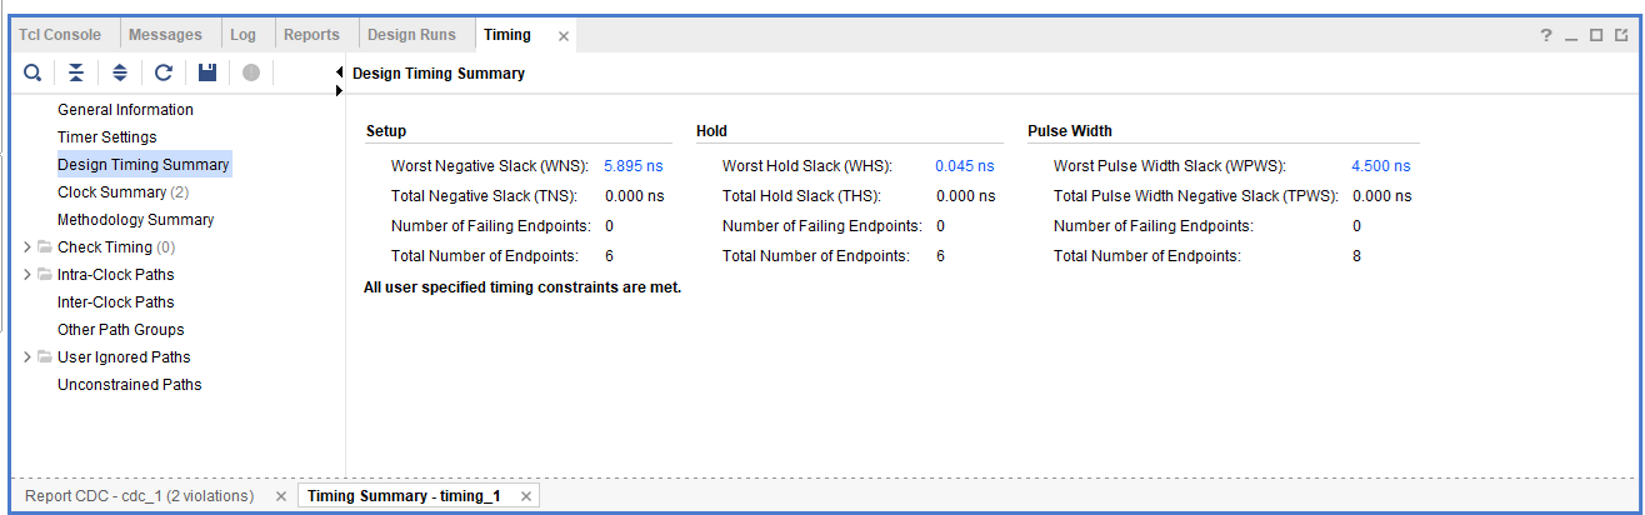 Tcl Console Messages Log Reports Design Runs Timing
Design Timing Summary
General Information
Timer Settings
Design Timing Summary
Clock Summary (2)
Methodology Summary
Check Timing (0)
Intra-Clock Paths
Inter-Clock Paths
Other Path Groups
User Ignored Paths
Unconstrained Paths
Setup
Worst Negative Slack (WNS): 5.895 ns
Total Negative Slack (TNS): 0.000 ns
Number of Failing Endpoints: 0
Total Number of Endpoints: 6
Hold
Worst Hold Slack (WHS): 0.045 ns
Total Hold Slack (THS): 0.000 ns
Number of Failing Endpoints: 0
Total Number of Endpoints: 6
Pulse Width
Worst Pulse Width Slack (WPWS): 4.500 ns
Total Pulse Width Negative Slack (TPWS): 0.000 ns
Number of Failing Endpoints: 0
Total Number of Endpoints: 8
All user specified timing constraints are met.
Report CDC - cdc_1 (2 violations) Timing Summary - timing_1